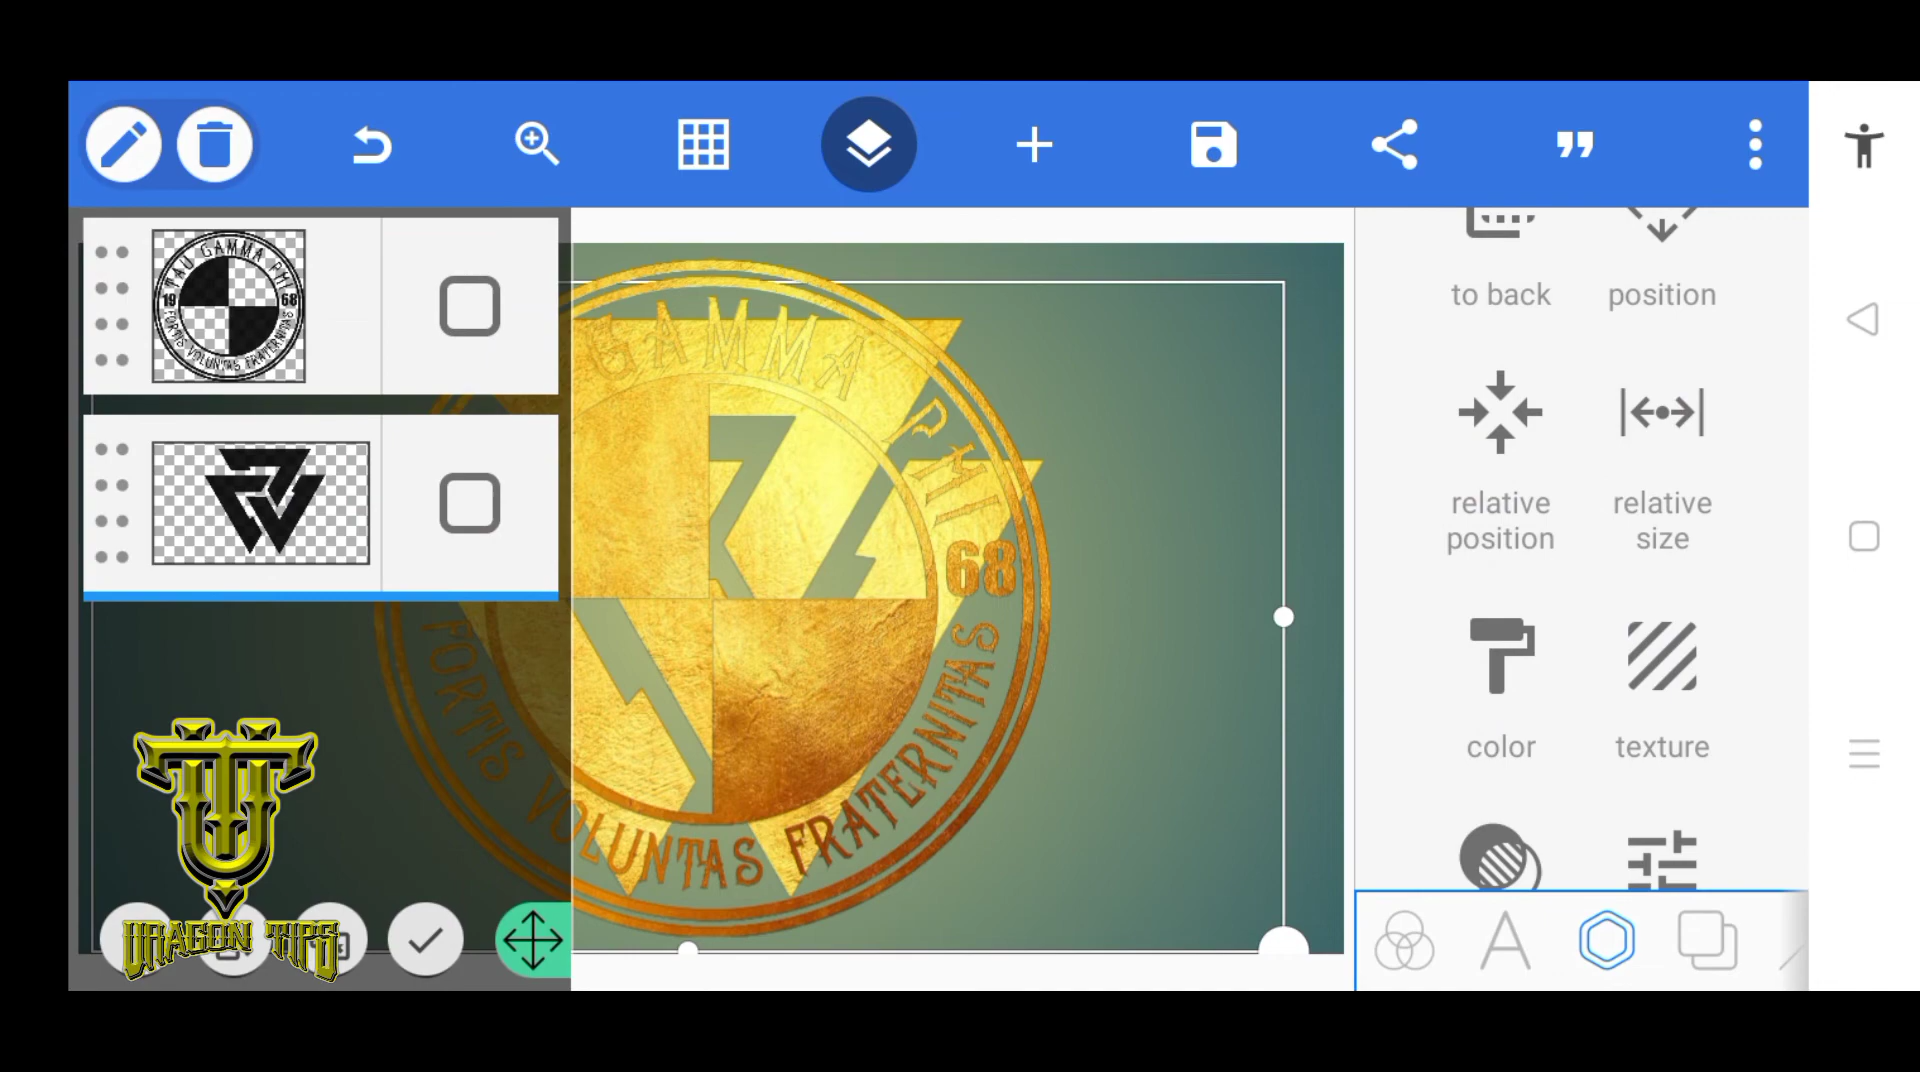 TAU GAMMA PHI
19 68
FORTIS VOLUNTAS FRATERNITAS
GAMMA PHI
68
FORTIS VOLUNTAS FRATERNITAS
to back
position
relative
position
relative
size
color
texture
DRAGON TIPS